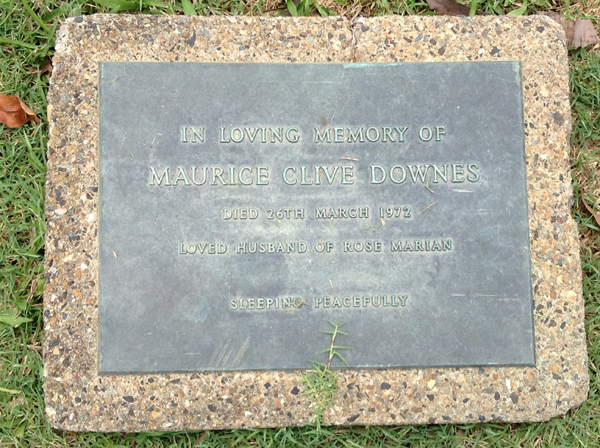 IN LOVING MEMORY OF
MAURICE CLIVE DOWNES
DIED 26TH MARCH 1972
LOVED HUSBAND OF ROSE MARIAN
SLEEPING PEACEFULLY